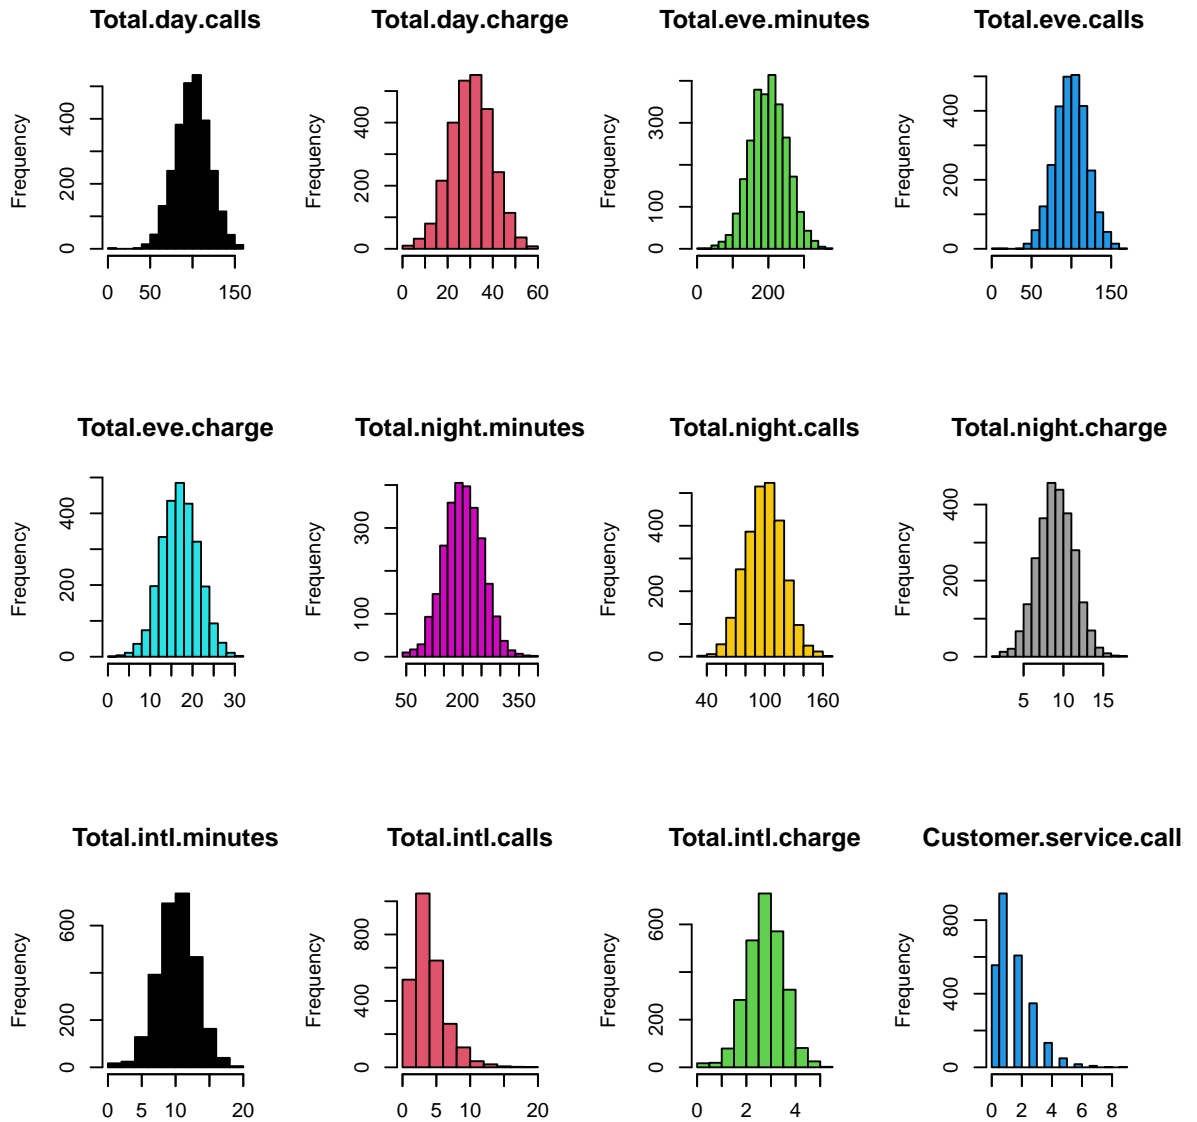 Total.day.calls
Frequency
0 200 400
0 50 150
Total.day.charge
Frequency
0 200 400
0 20 40 60
Total.eve.minutes
Frequency
0 100 300
0 200
Total.eve.calls
Frequency
0 200 400
0 50 150
Total.eve.charge
Frequency
0 200 400
0 10 20 30
Total.night.minutes
Frequency
0 100 300
50 200 350
Total.night.calls
Frequency
0 200 400
40 100 160
Total.night.charge
Frequency
0 200 400
5 10 15
Total.intl.minutes
Frequency
0 200 600
0 5 10 20
Total.intl.calls
Frequency
0 400 800
0 5 10 20
Total.intl.charge
Frequency
0 200 600
0 2 4
Customer.service.call
Frequency
0 400 800
0 2 4 6 8